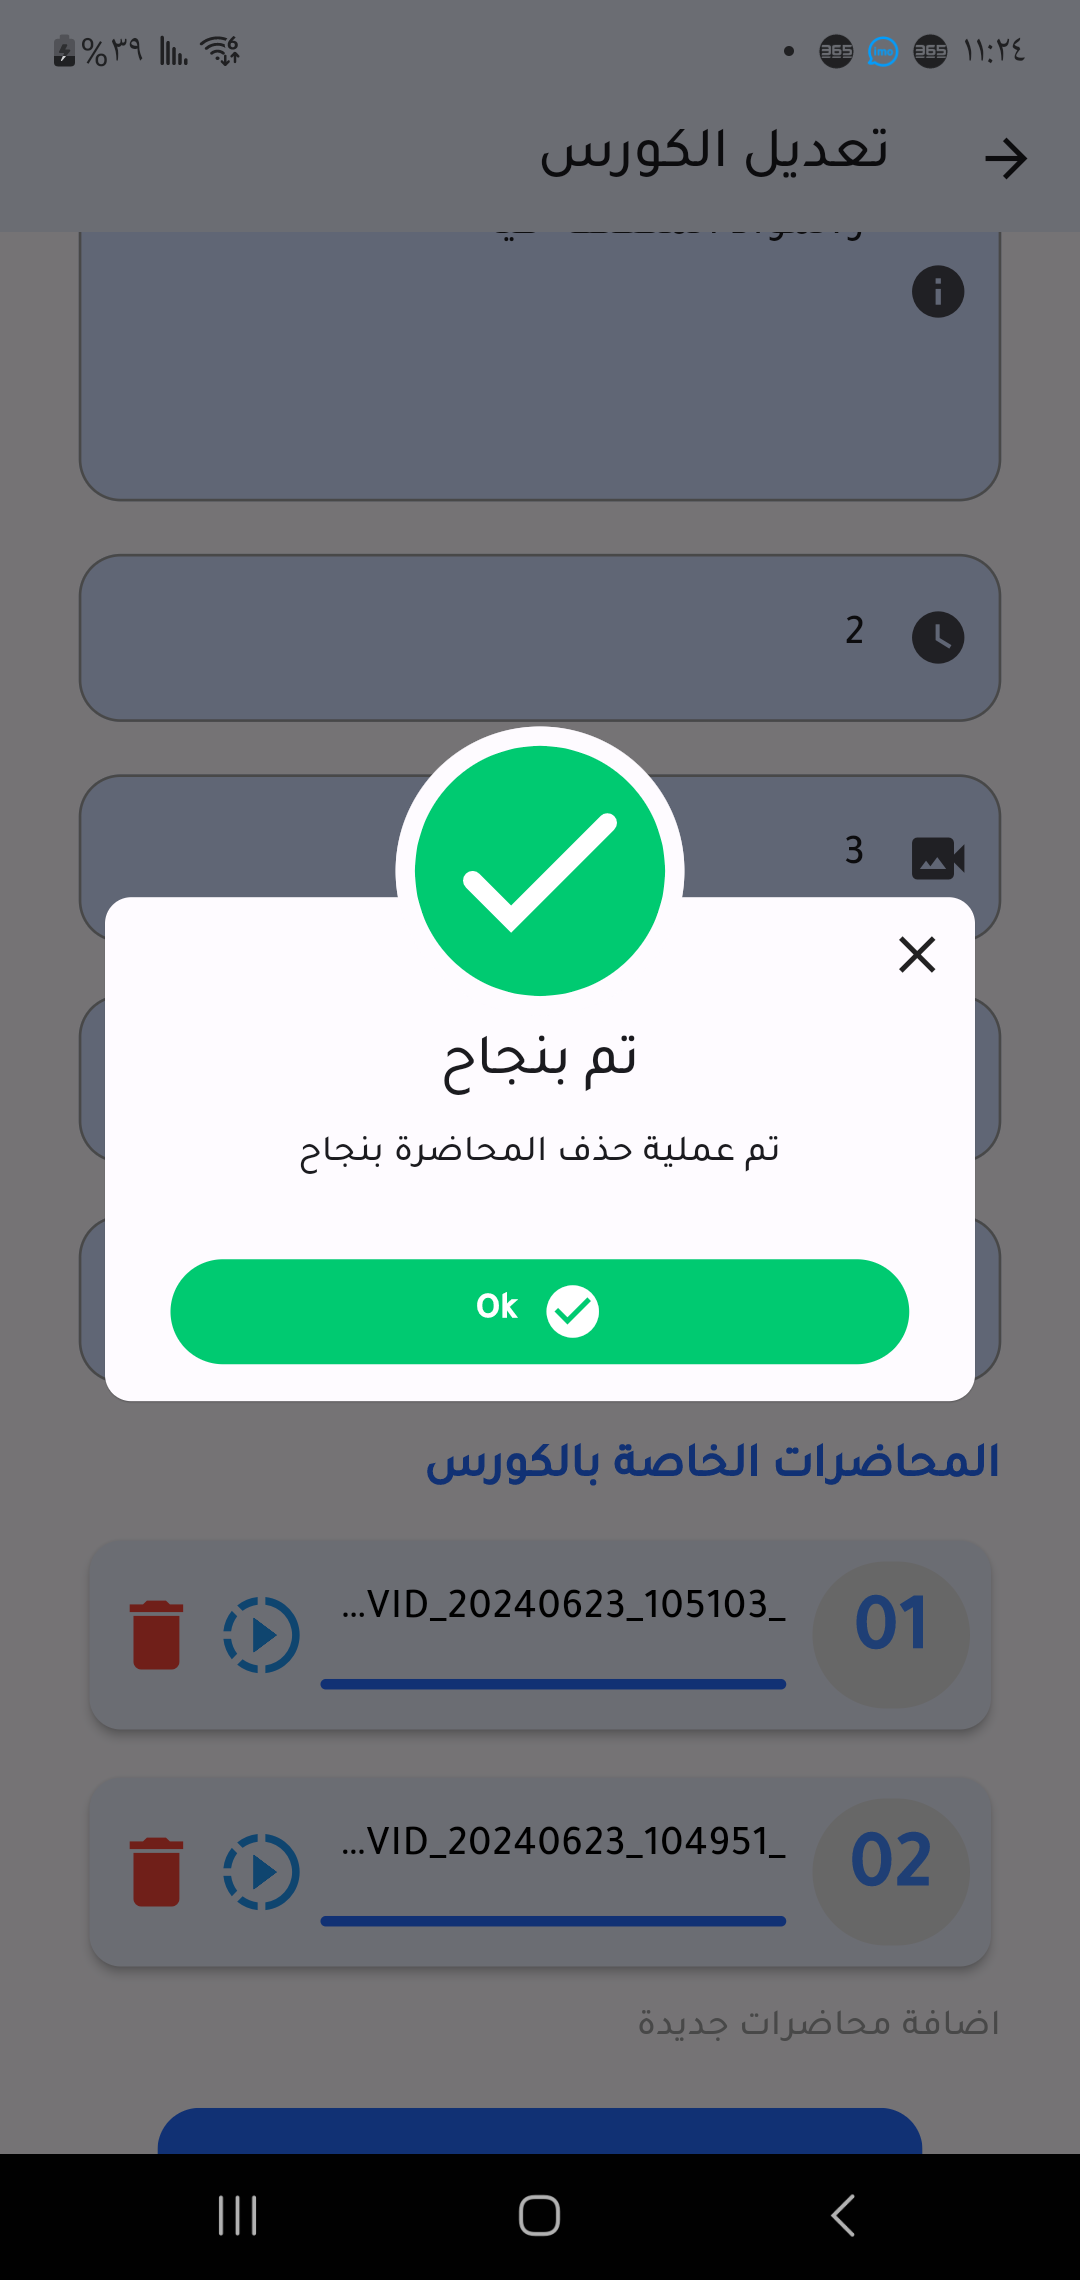 ١١:٢٤
%٣٩
تعديل الكورس
2
3
تم بنجاح
تم عملية حذف المحاضرة بنجاح
Ok
المحاضرات الخاصة بالكورس
01
VID_20240623_105103_...
02
VID_20240623_104951_...
اضافة محاضرات جديدة